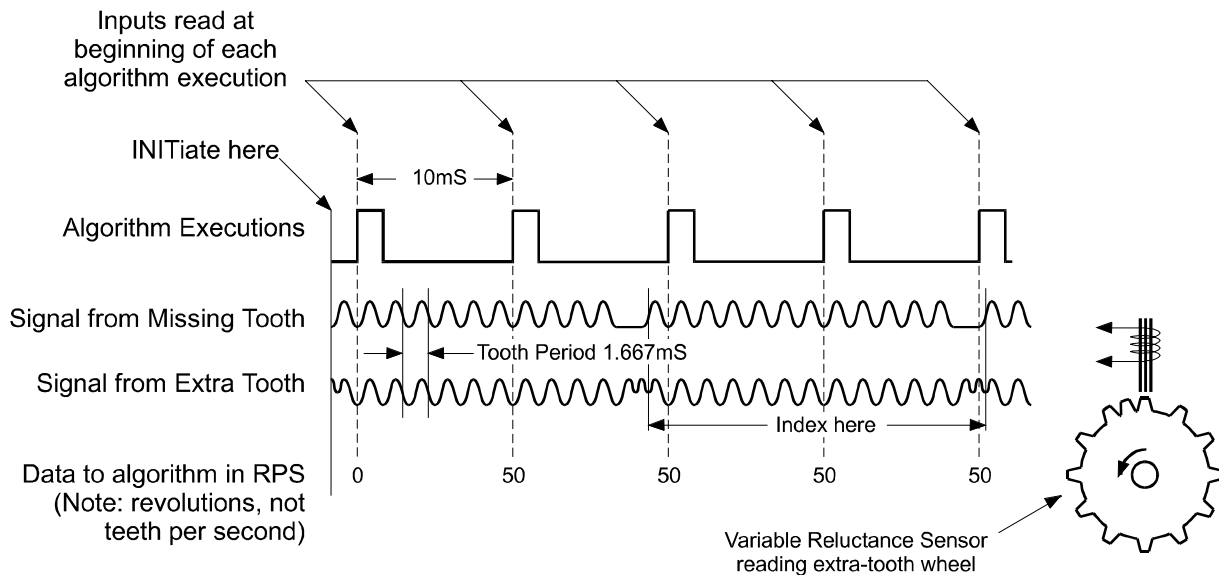 Inputs read at
beginning of each
algorithm execution
INITiate here
10mS
Algorithm Executions
Signal from Missing Tooth
Tooth Period 1.667mS
Signal from Extra Tooth
Index here
Data to algorithm in RPS
(Note: revolutions, not
teeth per second)
0 50 50 50 50
Variable Reluctance Sensor
reading extra-tooth wheel